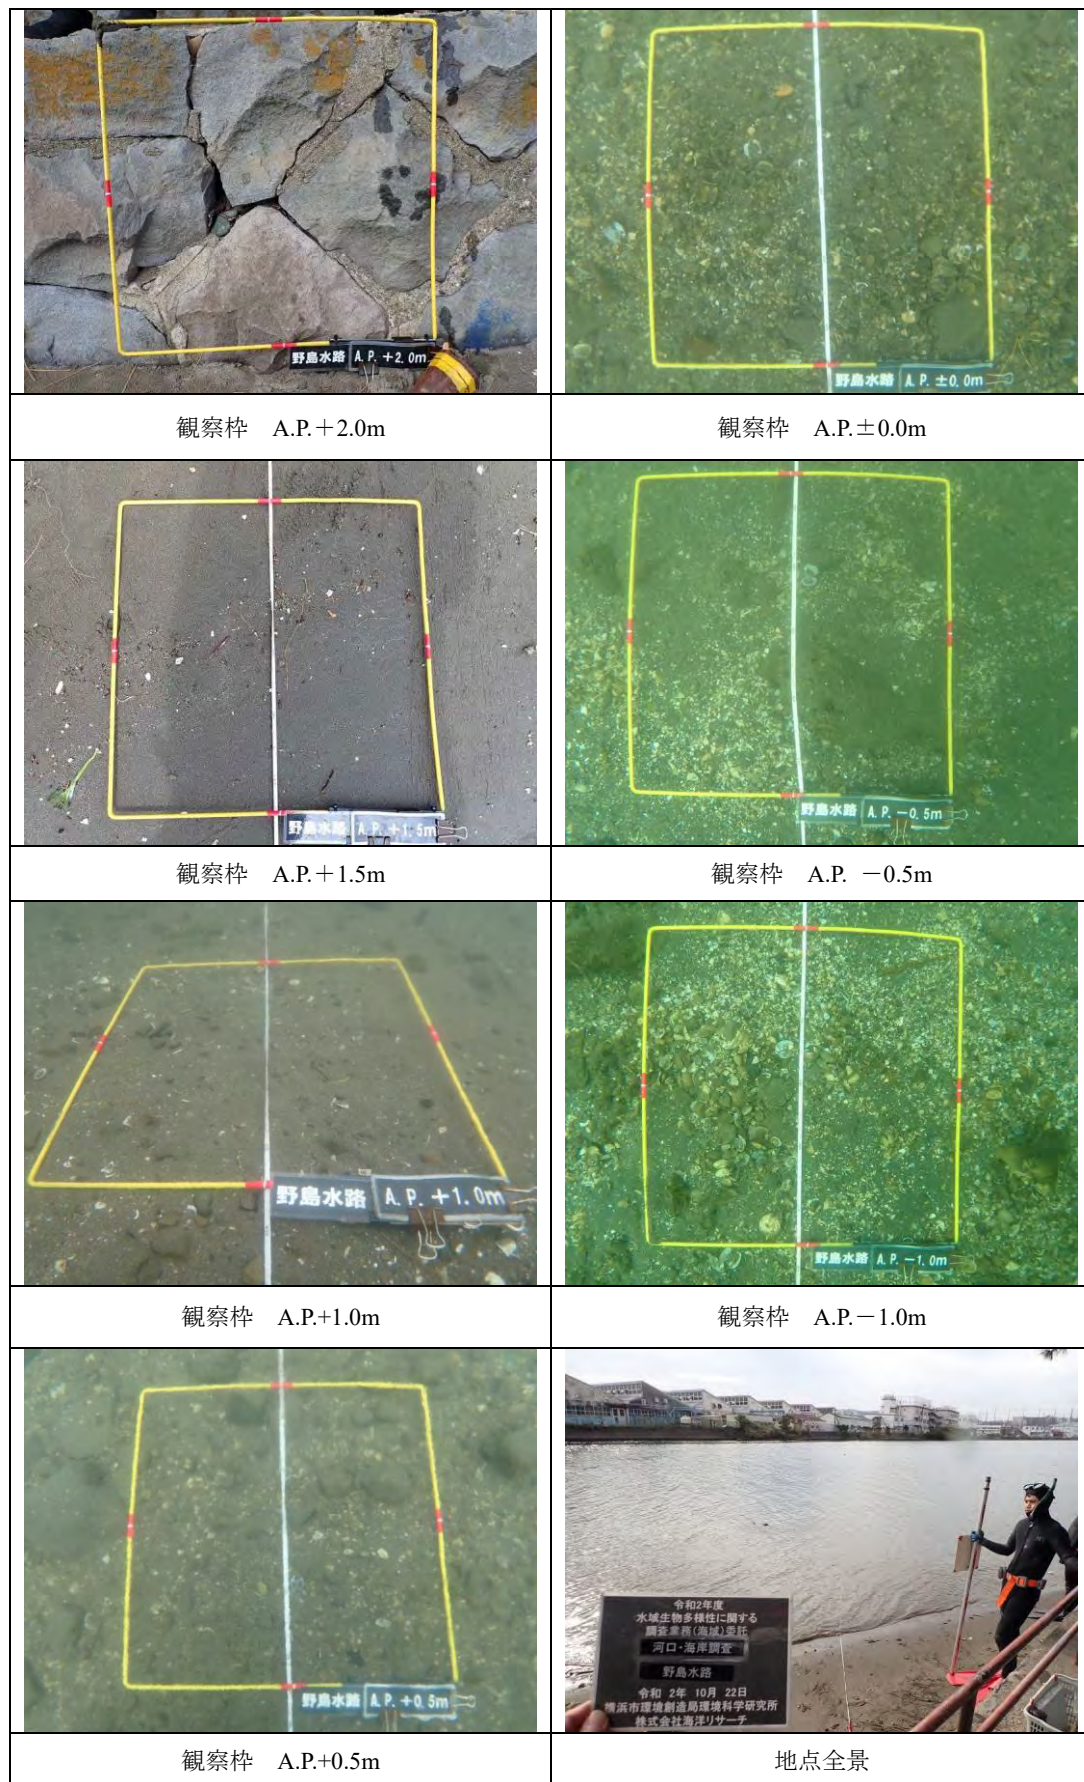 野島水路 A.P.+2.0m
観察枠 A.P.+2.0m
野島水路 A.P.±0.0m
観察枠 A.P.±0.0m
野島水路 A.P.+1.5m
観察枠 A.P.+1.5m
野島水路 A.P.-0.5m
観察枠 A.P. -0.5m
野島水路 A.P.+1.0m
観察枠 A.P.+1.0m
野島水路 A.P.-1.0m
観察枠 A.P.-1.0m
野島水路 A.P.+0.5m
観察枠 A.P.+0.5m
令和2年度
水域生物多様性に関する
調査業務(海域)委託
河口・海岸調査
野島水路
令和 2年 10月 22日
横浜市環境創造局環境科学研究所
株式会社海洋リサーチ
地点全景